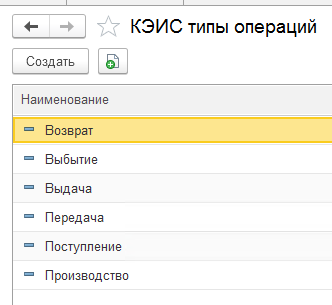 КЭИС типы операций
Создать
Наименование
Возврат
Выбытие
Выдача
Передача
Поступление
Производство